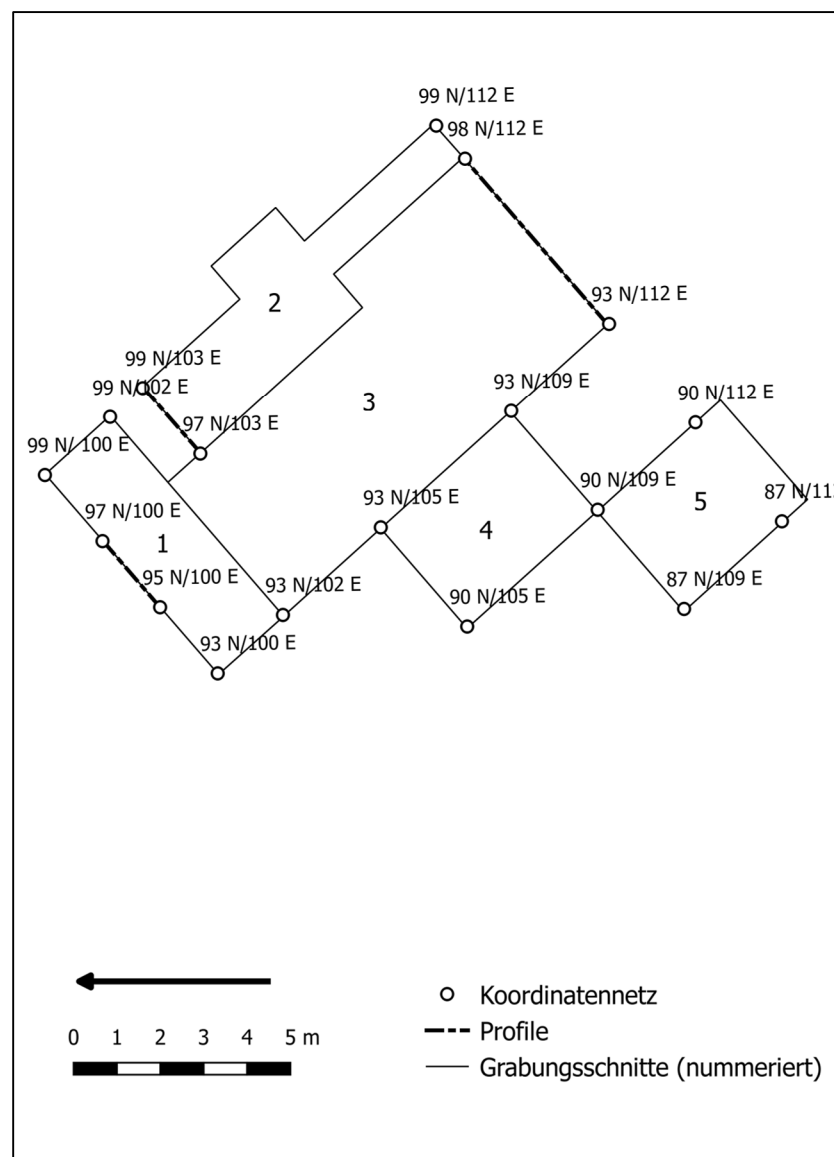 99 N/112 E
98 N/112 E
93 N/112 E
2
99 N/103 E
99 N/102 E
93 N/109 E
90 N/112 E
3
97 N/103 E
99 N/ 100 E
90 N/109 E
93 N/105 E
5
87 N/11
97 N/100 E
1
4
95 N/100 E
93 N/102 E
90 N/105 E
87 N/109 E
93 N/100 E
0 1 2 3 4 5 m
Koordinatennetz
Profile
Grabungsschnitte (nummeriert)